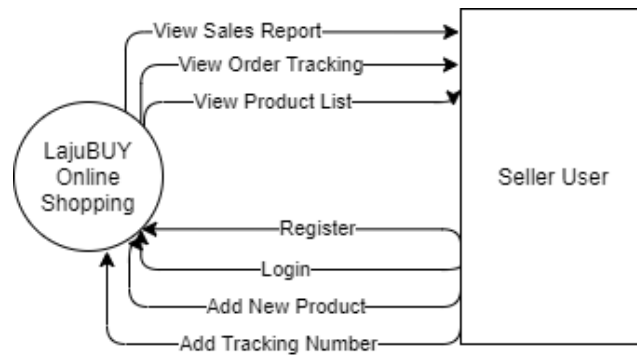 View Sales Report
View Order Tracking
View Product List
LajuBUY
Online
Shopping
Seller User
Register
Login
Add New Product
Add Tracking Number